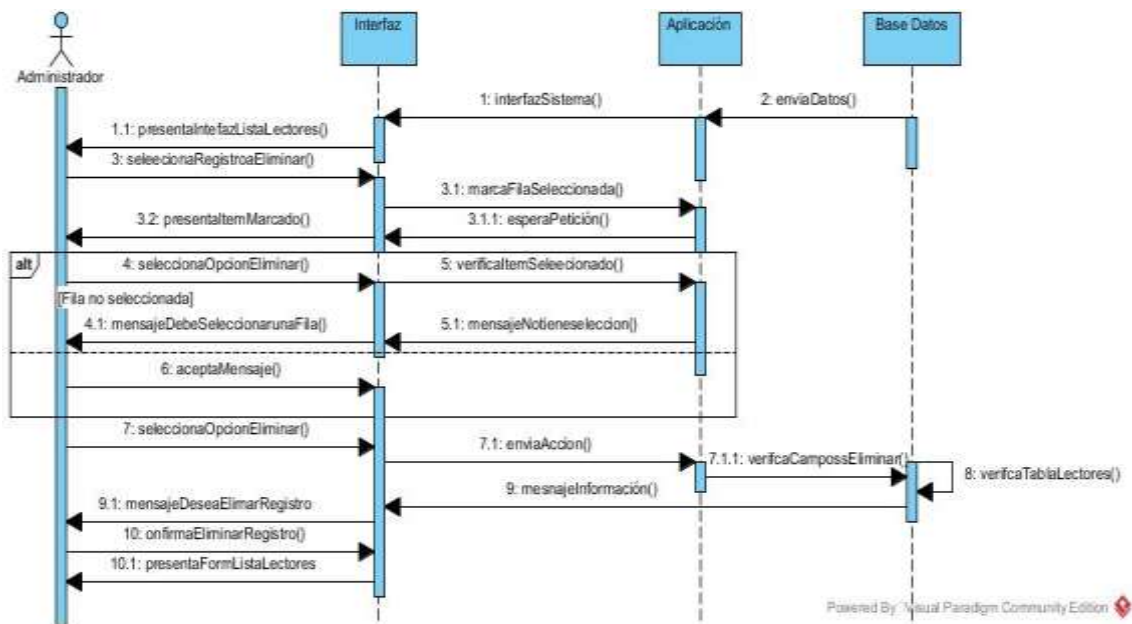 Interfaz
Aplicación
Base Datos
Administrador
1: interfazSistema()
2: enviaDatos()
1.1: presentaIntefazListaLectores()
3: seleecionaRegistroaEliminar()
3.1: marcaFilaSeleccionada()
3.2: presentaItemMarcado()
3.1.1: esperaPetición()
alt
4: seleccionaOpcionEliminar()
5: verificaItemSeleecionado()
[Fila no seleccionada]
4.1: mensajeDebeSeleccionarunaFila()
5.1: mensajeNotieneseleccion()
6: aceptaMensaje()
7: seleccionaOpcionEliminar()
7.1: enviaAccion()
7.1.1: verifcaCampossEliminar()
8: verifcaTablaLectores()
9: mesnajeInformación()
9.1: mensajeDeseaElimarRegistro
10: onfirmaEliminarRegistro()
10.1: presentaFormListaLectores
Powered By Visual Paradigm Community Edition